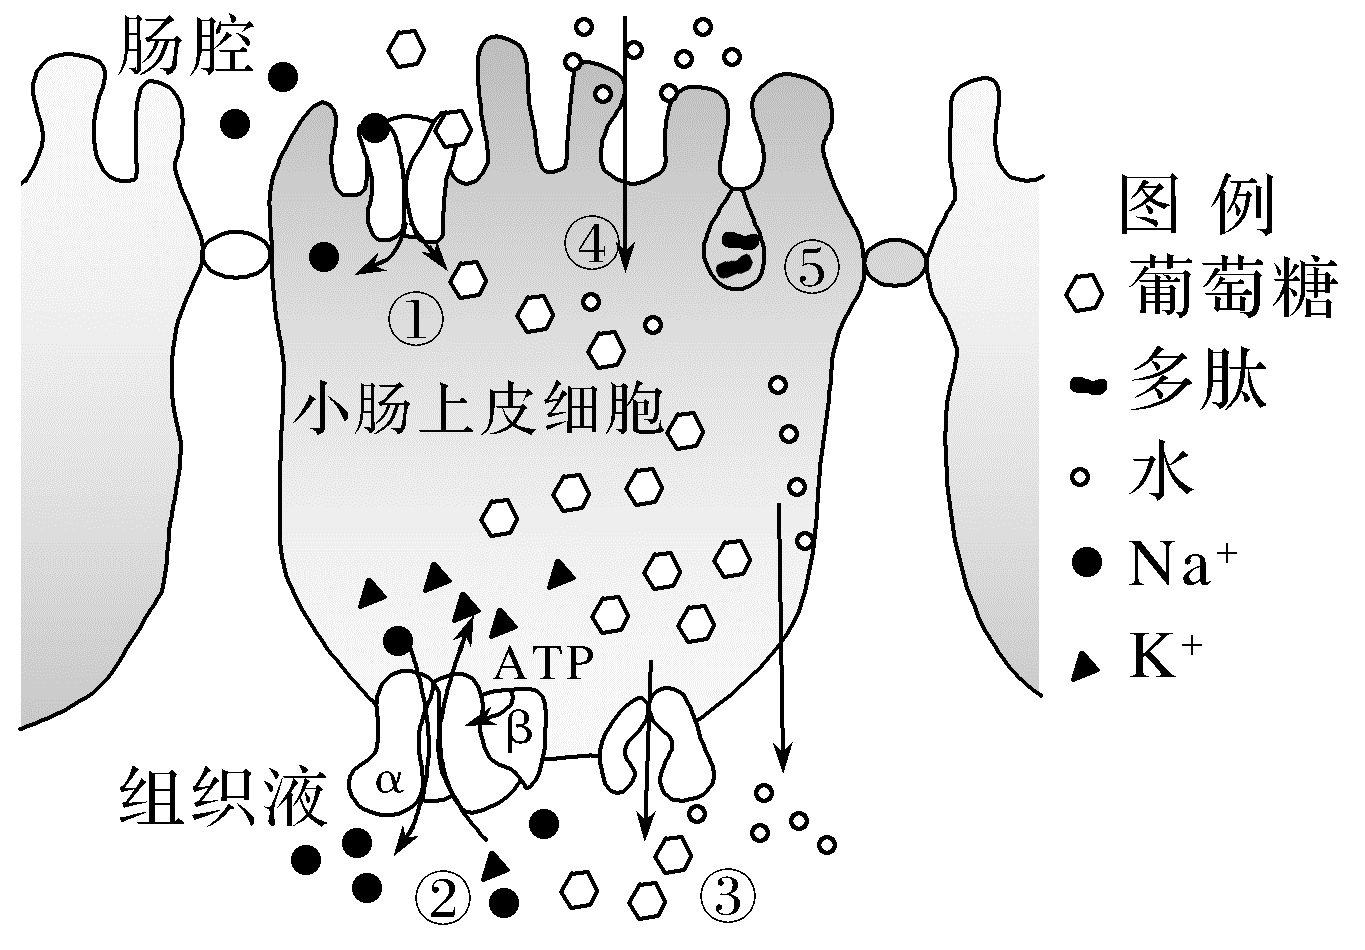 肠腔
④
⑤
①
小肠上皮细胞
ATP
β
α
组织液
②
③
图 例
葡萄糖
多肽
水
Na⁺
K⁺